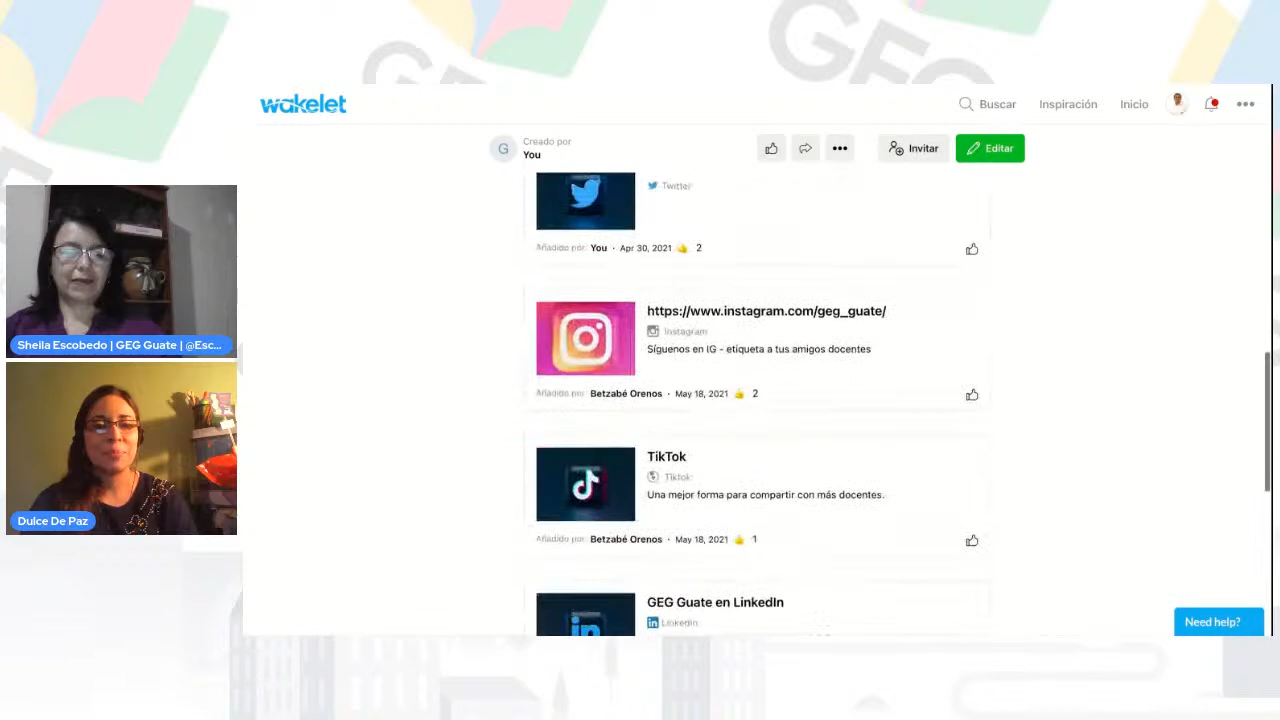 GEG
GEG
wakelet
Buscar
Inspiración
Inicio
G
Creado por
You
Invitar
Editar
Twitter
Añadido por: You · Apr 30, 2021 👍 2
https://www.instagram.com/geg_guate/
Instagram
Síguenos en IG - etiqueta a tus amigos docentes
Añadido por: Betzabé Orenos · May 18, 2021 👍 2
TikTok
Tiktok
Una mejor forma para compartir con más docentes.
Añadido por: Betzabé Orenos · May 18, 2021 👍 1
GEG Guate en LinkedIn
in
LinkedIn
Need help?
Sheila Escobedo | GEG Guate | @Esc...
Dulce De Paz